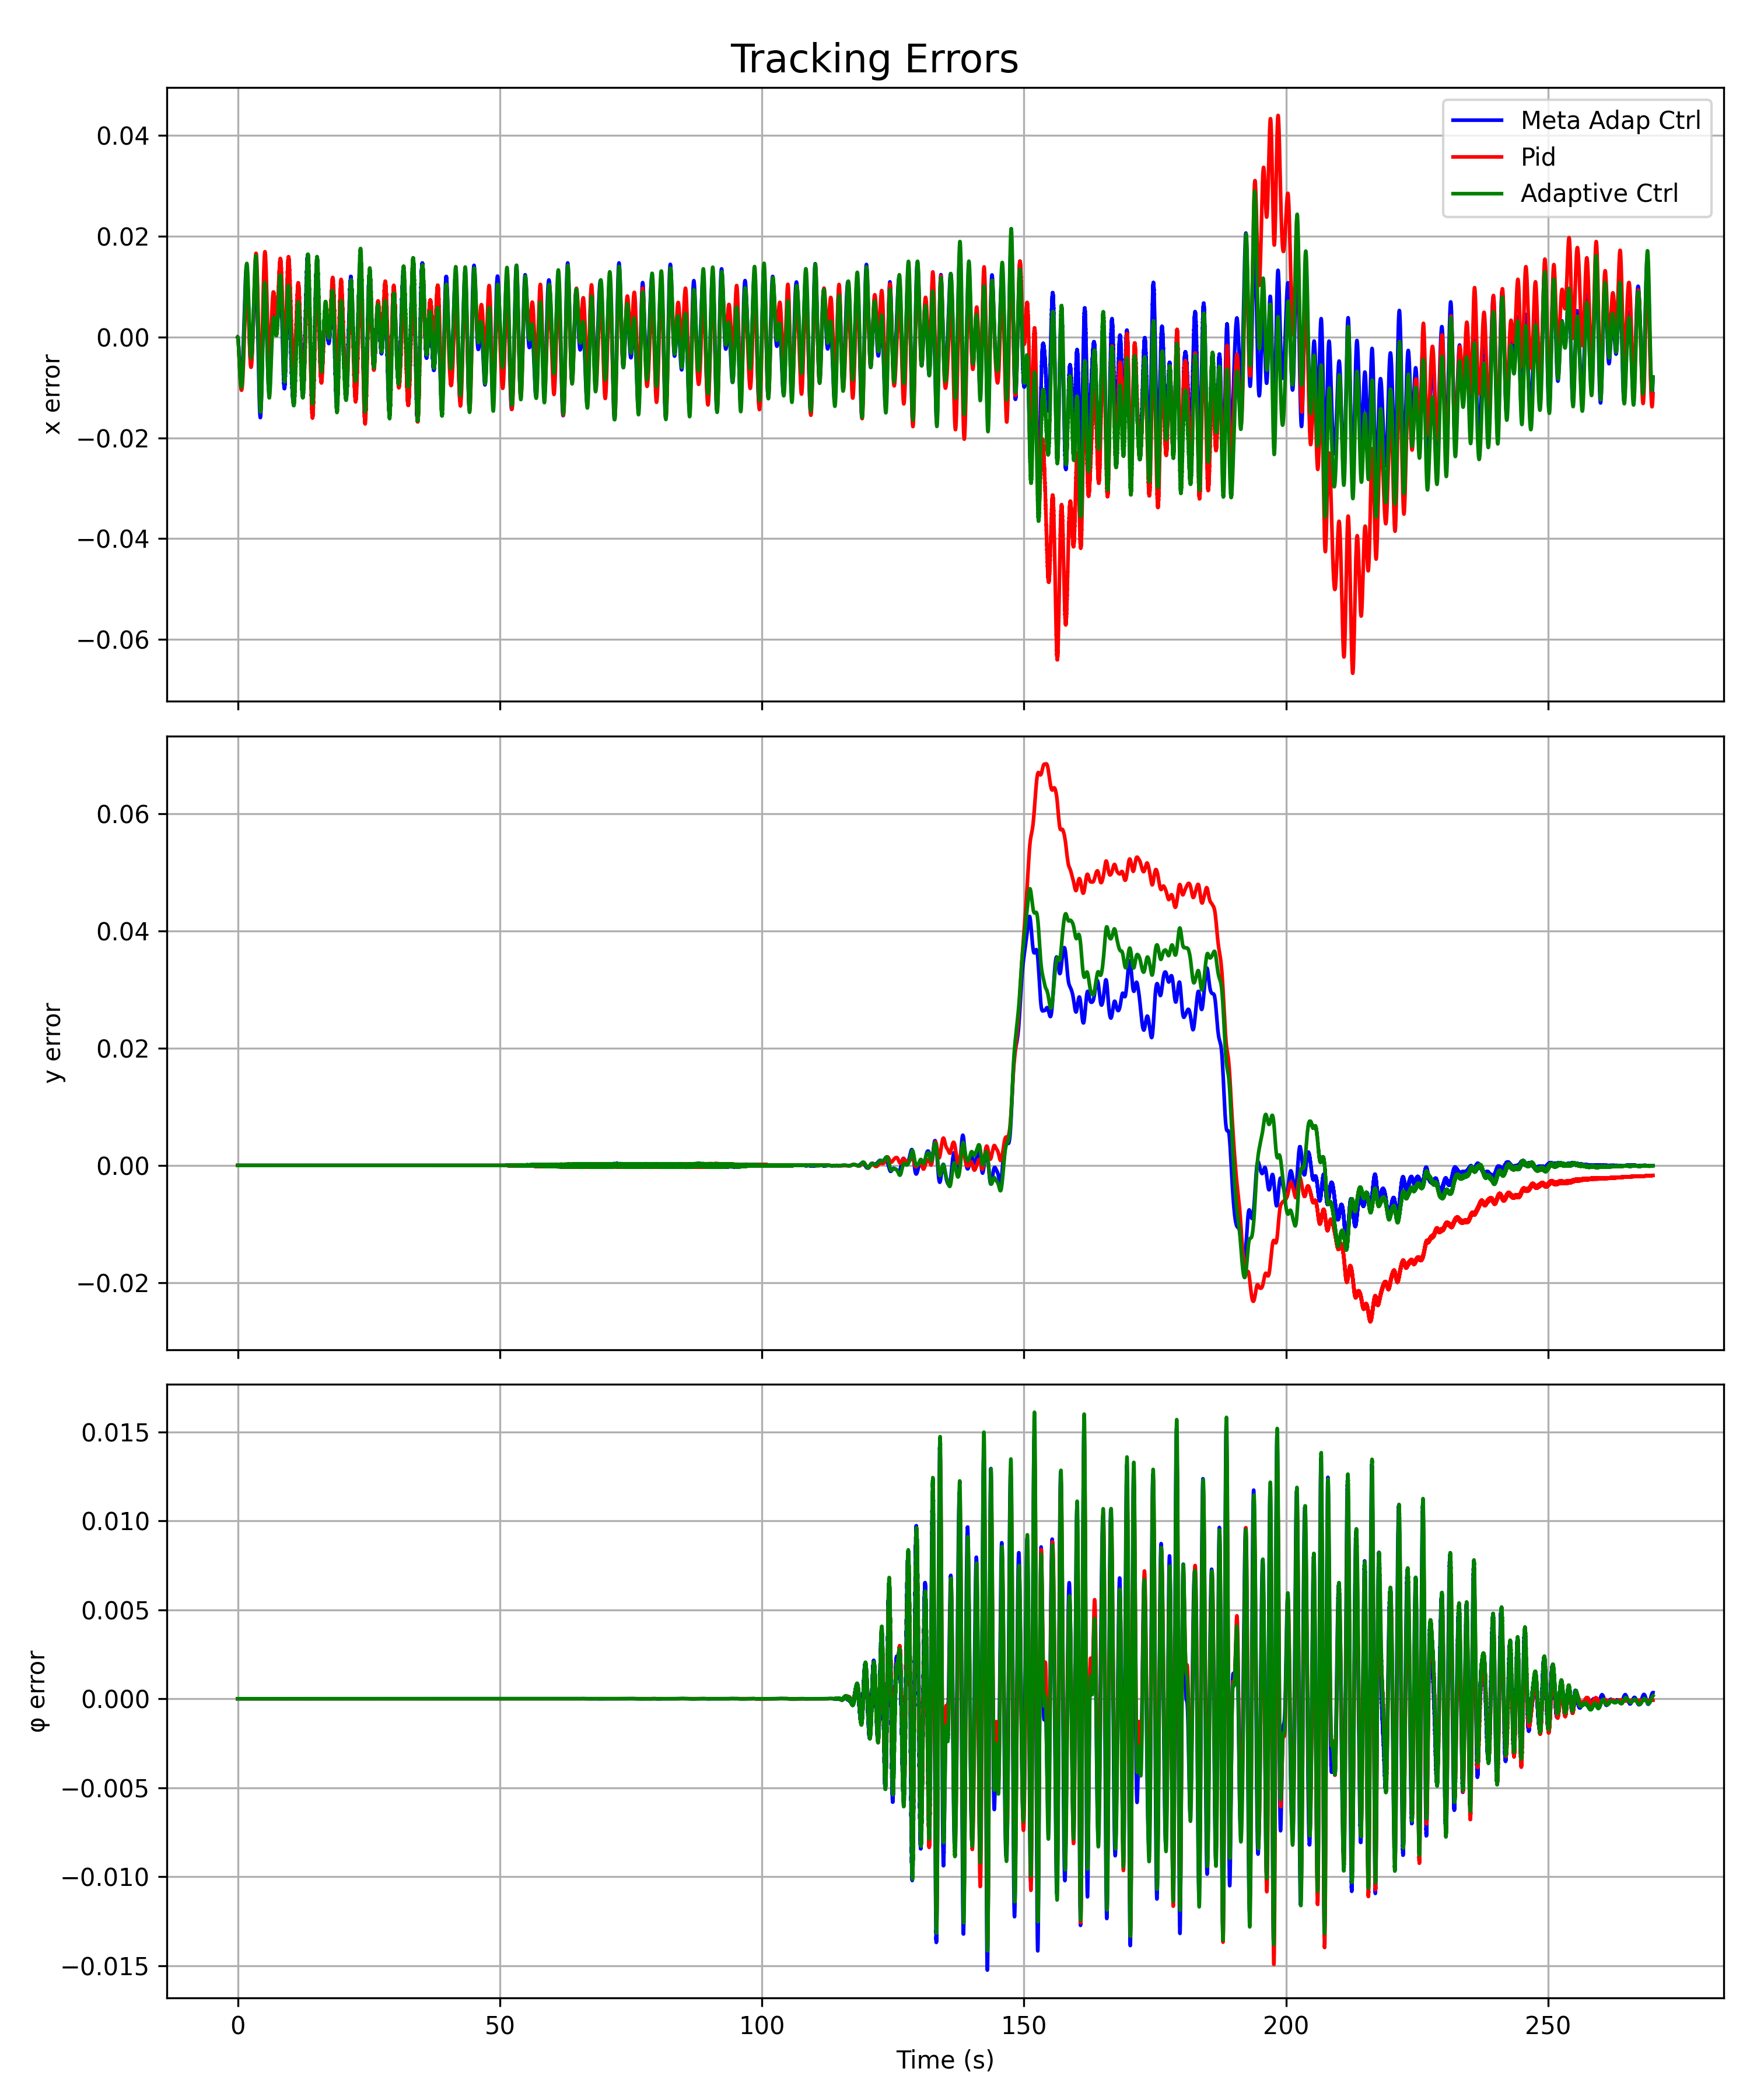 Tracking Errors
0.04
0.02
0.00
−0.02
−0.04
−0.06
x error
Meta Adap Ctrl
Pid
Adaptive Ctrl
0.06
0.04
0.02
0.00
−0.02
y error
0.015
0.010
0.005
0.000
−0.005
−0.010
−0.015
φ error
0 50 100 150 200 250
Time (s)